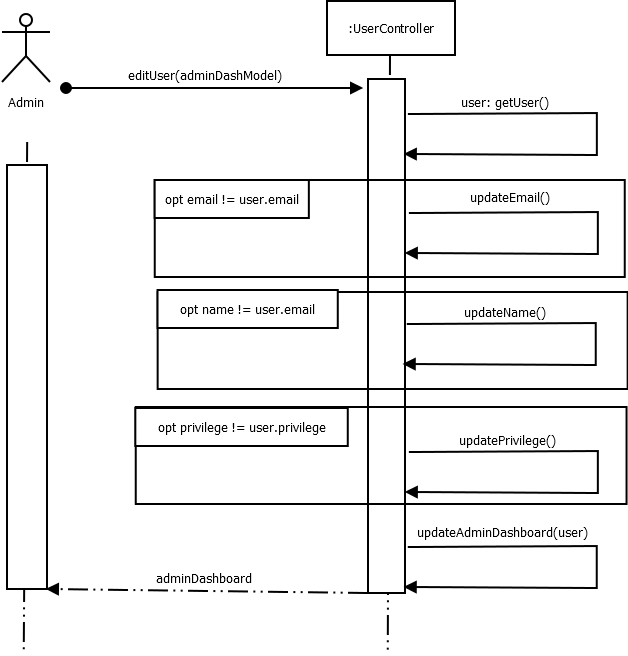 :UserController
editUser(adminDashModel)
Admin
user: getUser()
opt email != user.email
updateEmail()
opt name != user.email
updateName()
opt privilege != user.privilege
updatePrivilege()
updateAdminDashboard(user)
adminDashboard